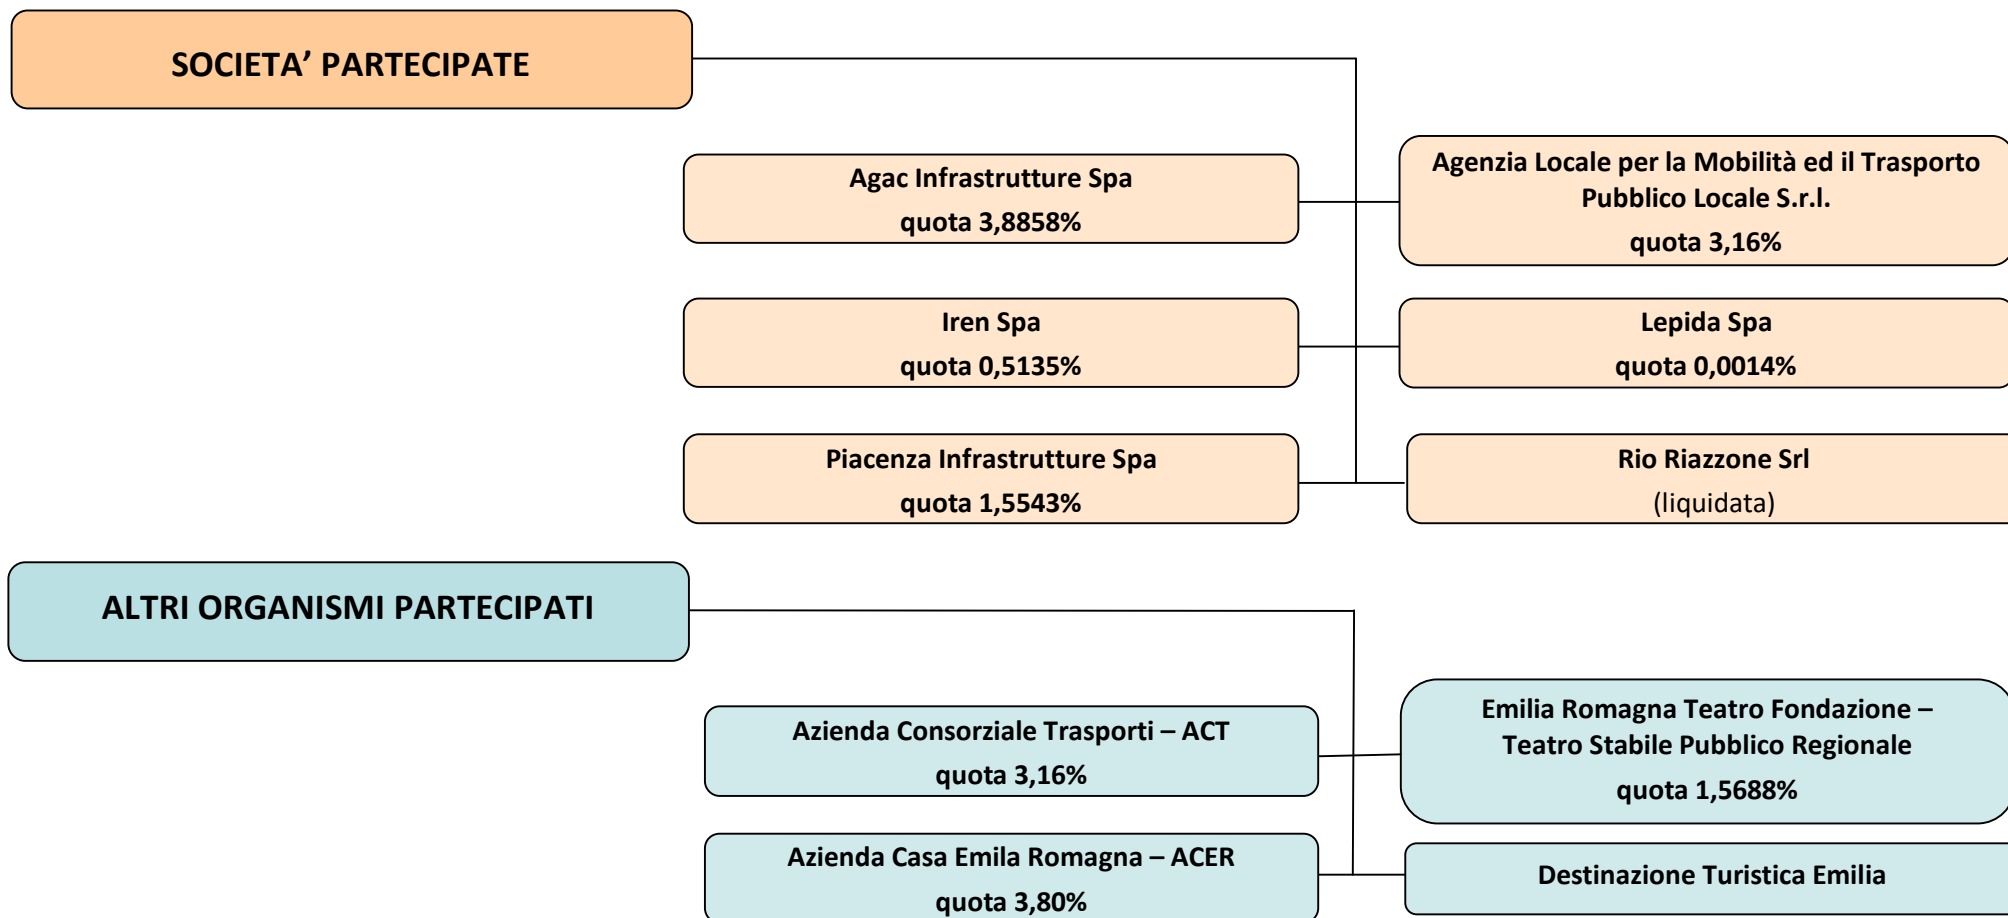 SOCIETA’ PARTECIPATE
Agac Infrastrutture Spa
quota 3,8858%
Agenzia Locale per la Mobilità ed il Trasporto
Pubblico Locale S.r.l.
quota 3,16%
Iren Spa
quota 0,5135%
Lepida Spa
quota 0,0014%
Piacenza Infrastrutture Spa
quota 1,5543%
Rio Riazzone Srl
(liquidata)
ALTRI ORGANISMI PARTECIPATI
Azienda Consorziale Trasporti – ACT
quota 3,16%
Emilia Romagna Teatro Fondazione –
Teatro Stabile Pubblico Regionale
quota 1,5688%
Azienda Casa Emila Romagna – ACER
quota 3,80%
Destinazione Turistica Emilia